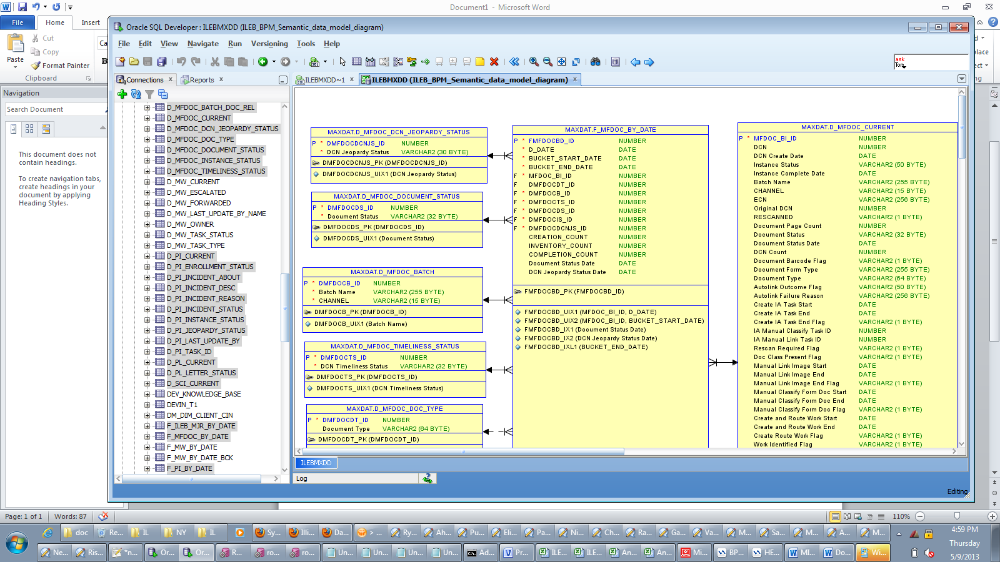 Document1 - Microsoft Word
File
Home
Insert
Cut
Copy
Paste
Format Painter
Clipboard
Ca
B
Navigation
Search Document
This document does not
contain headings.
To create navigation tabs,
create headings in your
document by applying
Heading Styles.
Oracle SQL Developer : ILEBMXDD (ILEB_BPM_Semantic_data_model_diagram)
File Edit View Navigate Run Versioning Tools Help
ask
Tom
Connections
Reports
ILEBMXDD~1
ILEBMXDD (ILEB_BPM_Semantic_data_model_diagram)
D_MFDOC_BATCH_DOC_REL
D_MFDOC_CURRENT
D_MFDOC_DCN_JEOPARDY_STATUS
D_MFDOC_DOC_TYPE
D_MFDOC_DOCUMENT_STATUS
D_MFDOC_INSTANCE_STATUS
D_MFDOC_TIMELINESS_STATUS
D_MW_CURRENT
D_MW_ESCALATED
D_MW_FORWARDED
D_MW_LAST_UPDATE_BY_NAME
D_MW_OWNER
D_MW_TASK_STATUS
D_MW_TASK_TYPE
D_PI_CURRENT
D_PI_ENROLLMENT_STATUS
D_PI_INCIDENT_ABOUT
D_PI_INCIDENT_DESC
D_PI_INCIDENT_REASON
D_PI_INCIDENT_STATUS
D_PI_INSTANCE_STATUS
D_PI_JEOPARDY_STATUS
D_PI_LAST_UPDATE_BY
D_PI_TASK_ID
D_PL_CURRENT
D_PL_LETTER_STATUS
D_SCI_CURRENT
DEV_KNOWLEDGE_BASE
DEVIN_T1
DM_DIM_CLIENT_CIN
F_ILEB_MJR_BY_DATE
F_MFDOC_BY_DATE
F_MW_BY_DATE
F_MW_BY_DATE_BCK
F_PI_BY_DATE
MAXDAT.D_MFDOC_DCN_JEOPARDY_STATUS
P * DMFDOCDCNJS_ID NUMBER
* DCN Jeopardy Status VARCHAR2 (30 BYTE)
DMFDOCDCNJS_PK (DMFDOCDCNJS_ID)
DMFDOCDCNJS_UIX1 (DCN Jeopardy Status)
MAXDAT.D_MFDOC_DOCUMENT_STATUS
P * DMFDOCDS_ID NUMBER
* Document Status VARCHAR2 (32 BYTE)
DMFDOCDS_PK (DMFDOCDS_ID)
DMFDOCDS_UIX1 (Document Status)
MAXDAT.D_MFDOC_BATCH
P * DMFDOCB_ID NUMBER
* Batch Name VARCHAR2 (255 BYTE)
* CHANNEL VARCHAR2 (15 BYTE)
DMFDOCB_PK (DMFDOCB_ID)
DMFDOCB_UIX1 (Batch Name)
MAXDAT.D_MFDOC_TIMELINESS_STATUS
P * DMFDOCTS_ID NUMBER
* DCN Timeliness Status VARCHAR2 (32 BYTE)
DMFDOCTS_PK (DMFDOCTS_ID)
DMFDOCTS_UIX1 (DCN Timeliness Status)
MAXDAT.D_MFDOC_DOC_TYPE
P * DMFDOCDT_ID NUMBER
Document Type VARCHAR2 (64 BYTE)
DMFDOCDT_PK (DMFDOCDT_ID)
MAXDAT.F_MFDOC_BY_DATE
P * FMFDOCBD_ID NUMBER
* D_DATE DATE
* BUCKET_START_DATE DATE
* BUCKET_END_DATE DATE
F * MFDOC_BI_ID NUMBER
F DMFDOCDT_ID NUMBER
F * DMFDOCB_ID NUMBER
F * DMFDOCTS_ID NUMBER
F * DMFDOCDS_ID NUMBER
F * DMFDOCIS_ID NUMBER
F * DMFDOCDCNJS_ID NUMBER
CREATION_COUNT NUMBER
INVENTORY_COUNT NUMBER
COMPLETION_COUNT NUMBER
Document Status Date DATE
DCN Jeopardy Status Date DATE
FMFDOCBD_PK (FMFDOCBD_ID)
FMFDOCBD_UIX1 (MFDOC_BI_ID, D_DATE)
FMFDOCBD_UIX2 (MFDOC_BI_ID, BUCKET_START_DATE)
FMFDOCBD_IX1 (Document Status Date)
FMFDOCBD_IX2 (DCN Jeopardy Status Date)
FMFDOCBD_IXL1 (BUCKET_END_DATE)
MAXDAT.D_MFDOC_CURRENT
P * MFDOC_BI_ID NUMBER
DCN NUMBER
DCN Create Date DATE
Instance Status VARCHAR2 (50 BYTE)
Instance Complete Date DATE
Batch Name VARCHAR2 (255 BYTE)
CHANNEL VARCHAR2 (15 BYTE)
ECN VARCHAR2 (256 BYTE)
Original DCN NUMBER
RESCANNED VARCHAR2 (1 BYTE)
Document Page Count NUMBER
Document Status VARCHAR2 (32 BYTE)
Document Status Date DATE
DCN Count NUMBER
Document Barcode Flag VARCHAR2 (1 BYTE)
Document Form Type VARCHAR2 (255 BYTE)
Document Type VARCHAR2 (64 BYTE)
Autolink Outcome Flag VARCHAR2 (50 BYTE)
Autolink Failure Reason VARCHAR2 (256 BYTE)
Create IA Task Start DATE
Create IA Task End DATE
Create IA Task End Flag VARCHAR2 (1 BYTE)
IA Manual Classify Task ID NUMBER
IA Manual Link Task ID NUMBER
Rescan Required Flag VARCHAR2 (1 BYTE)
Doc Class Present Flag VARCHAR2 (1 BYTE)
Manual Link Image Start DATE
Manual Link Image End DATE
Manual Link Image End Flag VARCHAR2 (1 BYTE)
Manual Classify Form Doc Start DATE
Manual Classify Form Doc End DATE
Manual Classify Form Doc Flag VARCHAR2 (1 BYTE)
Create and Route Work Start DATE
Create and Route Work End DATE
Create Route Work Flag VARCHAR2 (1 BYTE)
Work Identified Flag VARCHAR2 (1 BYTE)
ILEBMXDD
Log
Editing
Page: 1 of 1 Words: 87
110%
doc Re... IL NY IL Sy... Illi... Da... > ... Ry... Ah... Pu... Eli... Pa... Ni... Ch... Ra... Ga... Va... M... Sa... M... A... M...
4:59 PM
Thursday
5/9/2013
Ne... Ris... *n... Or... Or... R... ro... ro... Un... Un... Un... Un... Ad... Pr... ILE... ILE... An... An... Mi... BP... HE... MI... Do... Wi...